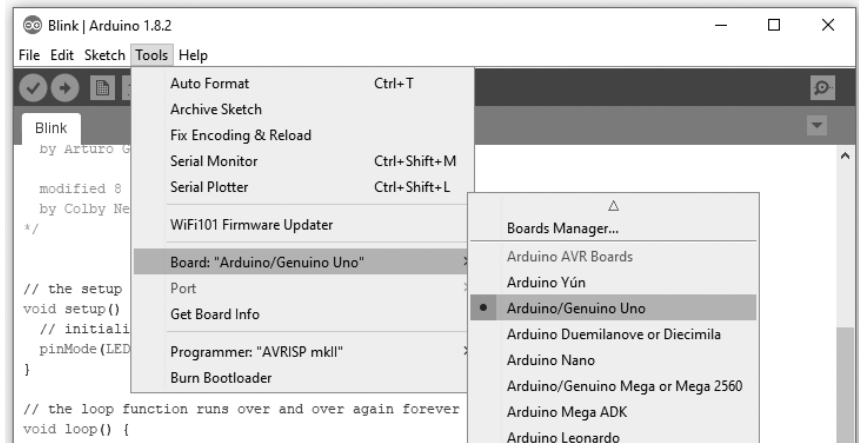 Blink | Arduino 1.8.2
File Edit Sketch Tools Help
Auto Format Ctrl+T
Archive Sketch
Fix Encoding & Reload
Serial Monitor Ctrl+Shift+M
Serial Plotter Ctrl+Shift+L
WiFi101 Firmware Updater
Board: "Arduino/Genuino Uno"
Port
Get Board Info
Programmer: "AVRISP mkII"
Burn Bootloader
Boards Manager...
Arduino AVR Boards
Arduino Yún
Arduino/Genuino Uno
Arduino Duemilanove or Diecimila
Arduino Nano
Arduino/Genuino Mega or Mega 2560
Arduino Mega ADK
Arduino Leonardo
Blink
by Arturo G
modified 8
by Colby Ne
*/
// the setup
void setup()
// initiali
pinMode(LED
}
// the loop function runs over and over again forever
void loop() {